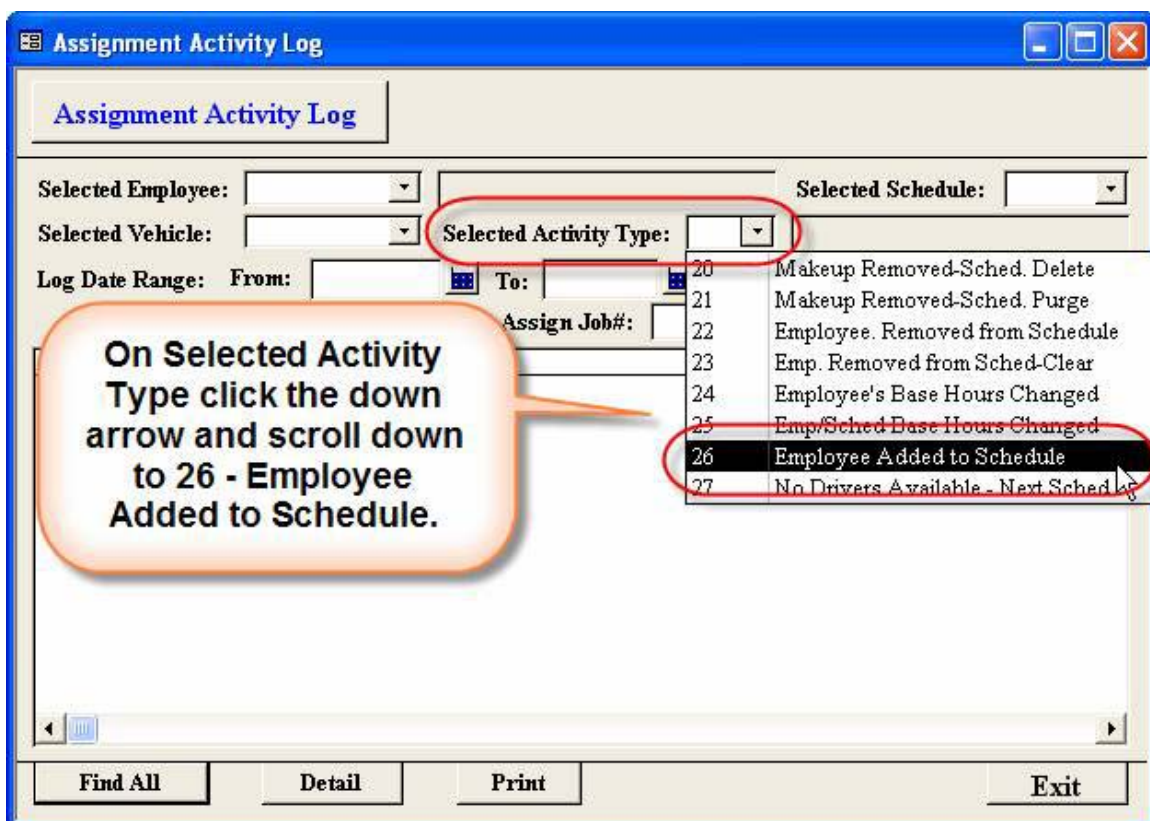 Assignment Activity Log
Assignment Activity Log
Selected Employee:
Selected Schedule:
Selected Vehicle:
Selected Activity Type:
Log Date Range: From:
To:
Assign Job#:
20 Makeup Removed-Sched. Delete
21 Makeup Removed-Sched. Purge
22 Employee. Removed from Schedule
23 Emp. Removed from Sched-Clear
24 Employee's Base Hours Changed
25 Emp/Sched Base Hours Changed
26 Employee Added to Schedule
27 No Drivers Available - Next Sched
On Selected Activity
Type click the down
arrow and scroll down
to 26 - Employee
Added to Schedule.
Find All
Detail
Print
Exit